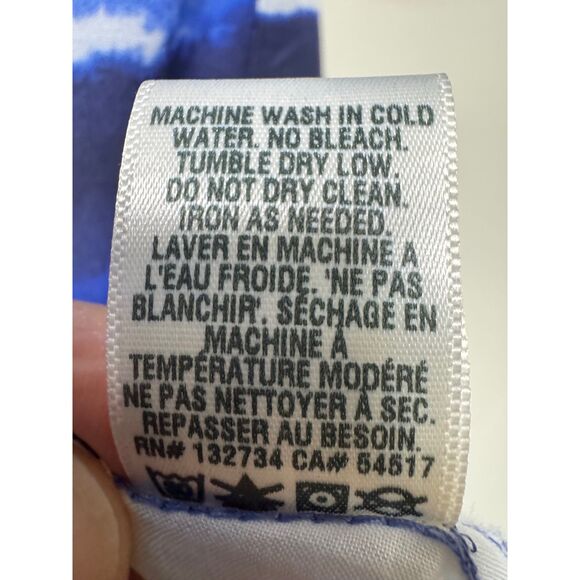 MACHINE WASH IN COLD
WATER. NO BLEACH.
TUMBLE DRY LOW.
DO NOT DRY CLEAN.
IRON AS NEEDED.
LAVER EN MACHINE A
L'EAU FROIDE. 'NE PAS
BLANCHIR'. SÉCHAGE EN
MACHINE À
TEMPÉRATURE MODÉRÉ
NE PAS NETTOYER À SEC.
REPASSER AU BESOIN.
RN# 132734 CA# 54517